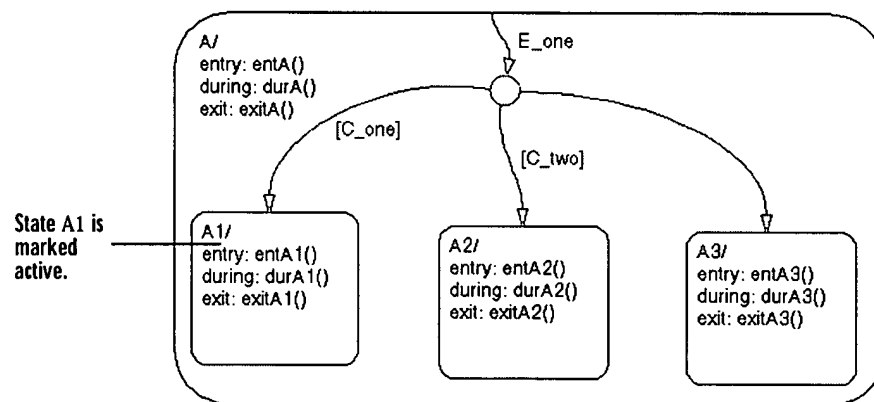 A/
entry: entA()
during: durA()
exit: exitA()
E_one
[C_one]
[C_two]
State A1 is
marked
active.
A1/
entry: entA1()
during: durA1()
exit: exitA1()
A2/
entry: entA2()
during: durA2()
exit: exitA2()
A3/
entry: entA3()
during: durA3()
exit: exitA3()